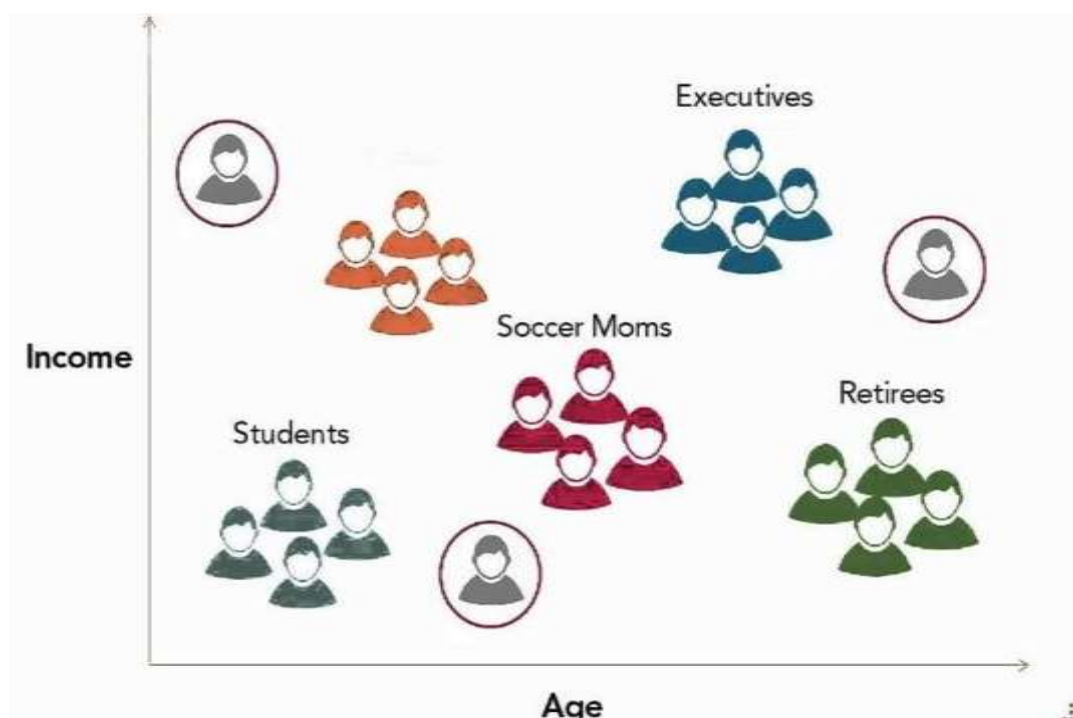 Executives
Soccer Moms
Income
Retirees
Students
Age